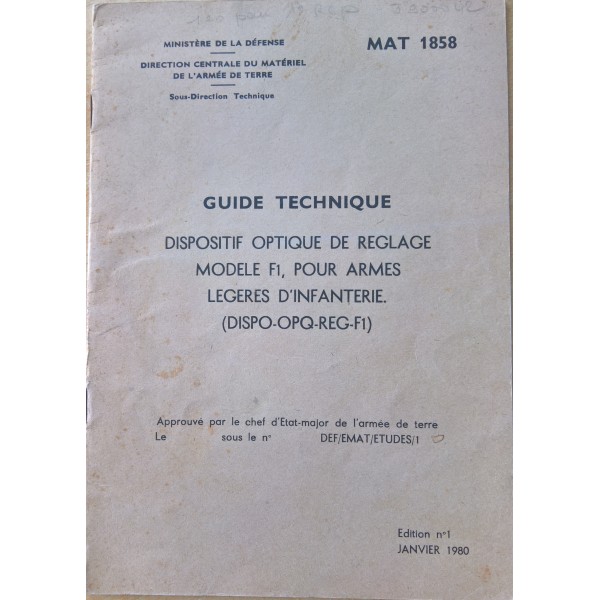 MINISTÈRE DE LA DÉFENSE
MAT 1858
DIRECTION CENTRALE DU MATÉRIEL
DE L'ARMÉE DE TERRE
Sous-Direction Technique
GUIDE TECHNIQUE
DISPOSITIF OPTIQUE DE REGLAGE
MODELE F1, POUR ARMES
LEGERES D'INFANTERIE.
(DISPO-OPQ-REG-F1)
Approuvé par le chef d'Etat-major de l'armée de terre
Le sous le n° DEF/EMAT/ETUDES/1
Edition n°1
JANVIER 1980